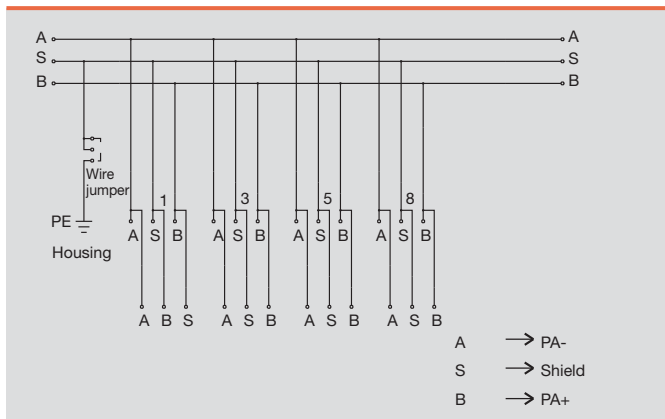 A A
S S
B B
Wire
jumper
1 3 5 8
PE
A S B A S B A S B A S B
Housing
A B S A S B A S B A S B
A → PA-
S → Shield
B → PA+